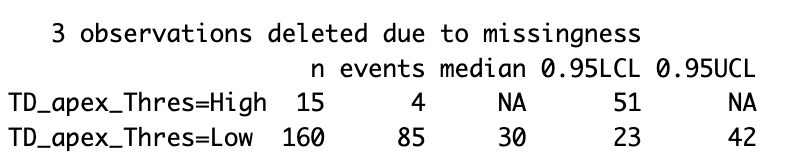 3 observations deleted due to missingness
n events median 0.95LCL 0.95UCL
TD_apex_Thres=High 15 4 NA 51 NA
TD_apex_Thres=Low 160 85 30 23 42